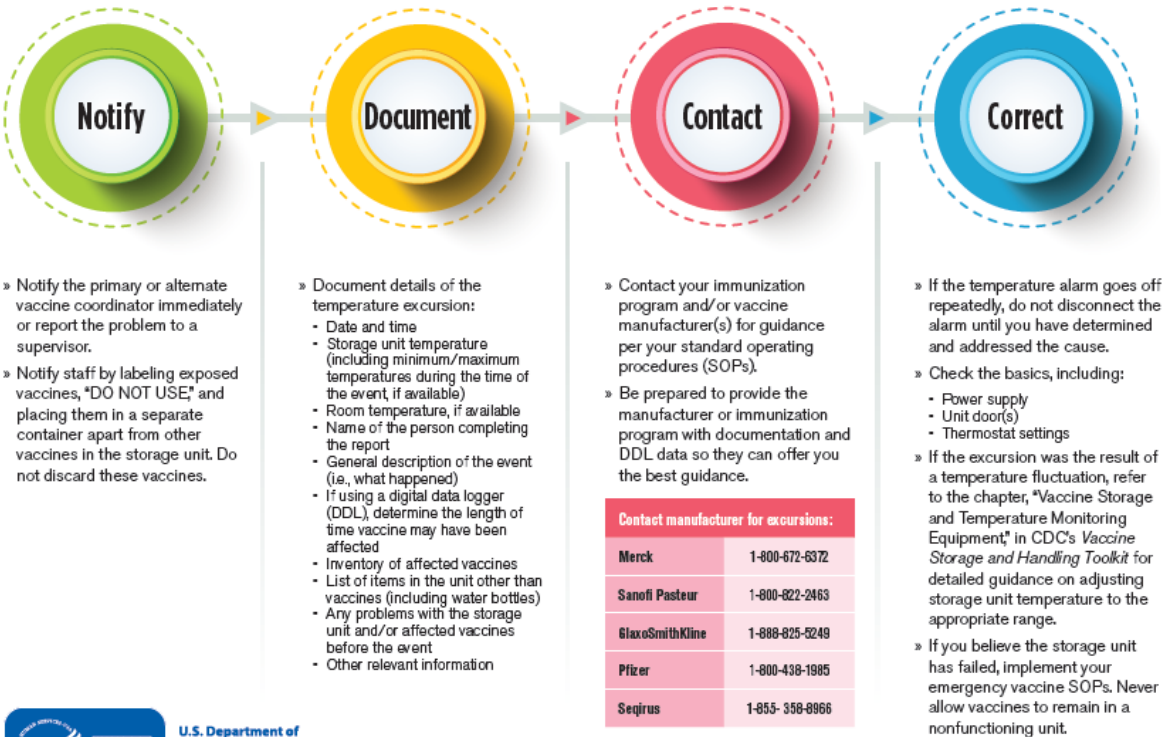 Notify
Document
Contact
Correct
» Notify the primary or alternate
vaccine coordinator immediately
or report the problem to a
supervisor.
» Notify staff by labeling exposed
vaccines, “DO NOT USE,” and
placing them in a separate
container apart from other
vaccines in the storage unit. Do
not discard these vaccines.
» Document details of the
temperature excursion:
- Date and time
- Storage unit temperature
(including minimum/maximum
temperatures during the time of
the event, if available)
- Room temperature, if available
- Name of the person completing
the report
- General description of the event
(i.e., what happened)
- If using a digital data logger
(DDL), determine the length of
time vaccine may have been
affected
- Inventory of affected vaccines
- List of items in the unit other than
vaccines (including water bottles)
- Any problems with the storage
unit and/or affected vaccines
before the event
- Other relevant information
» Contact your immunization
program and/or vaccine
manufacturer(s) for guidance
per your standard operating
procedures (SOPs).
» Be prepared to provide the
manufacturer or immunization
program with documentation and
DDL data so they can offer you
the best guidance.
Contact manufacturer for excursions:
Merck 1-800-672-6372
Sanofi Pasteur 1-800-822-2463
GlaxoSmithKline 1-888-825-5249
Pfizer 1-800-438-1985
Seqirus 1-855- 358-8966
» If the temperature alarm goes off
repeatedly, do not disconnect the
alarm until you have determined
and addressed the cause.
» Check the basics, including:
- Power supply
- Unit door(s)
- Thermostat settings
» If the excursion was the result of
a temperature fluctuation, refer
to the chapter, “Vaccine Storage
and Temperature Monitoring
Equipment,” in CDC's Vaccine
Storage and Handling Toolkit for
detailed guidance on adjusting
storage unit temperature to the
appropriate range.
» If you believe the storage unit
has failed, implement your
emergency vaccine SOPs. Never
allow vaccines to remain in a
nonfunctioning unit.
U.S. Department of